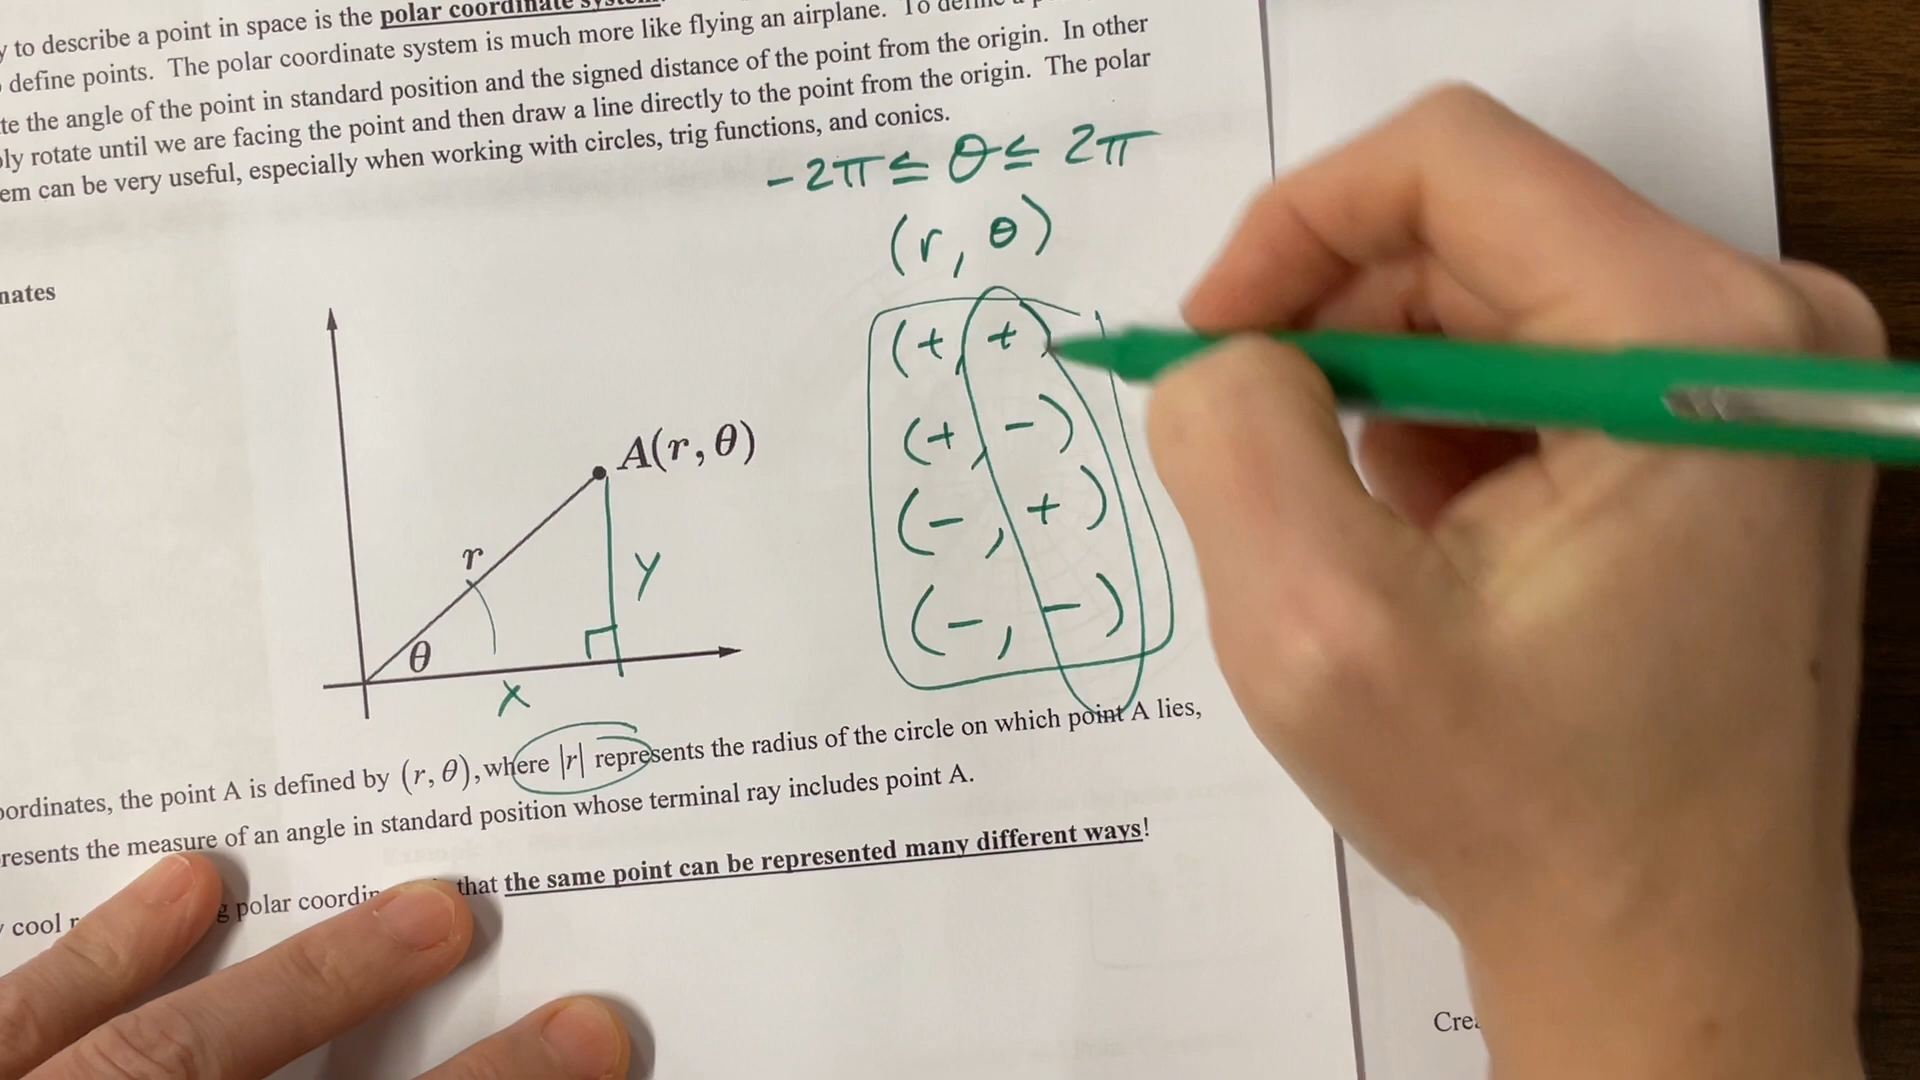 to describe a point in space is the polar coordinate system.
define points. The polar coordinate system is much more like flying an airplane. To define a
te the angle of the point in standard position and the signed distance of the point from the origin. In other
ly rotate until we are facing the point and then draw a line directly to the point from the origin. The polar
em can be very useful, especially when working with circles, trig functions, and conics.
-2π ≤ θ ≤ 2π
(r, θ)
nates
(+, +)
(+, -)
A(r, θ)
(-, +)
r
y
(-, -)
θ
x
oordinates, the point A is defined by (r, θ), where |r| represents the radius of the circle on which point A lies,
resents the measure of an angle in standard position whose terminal ray includes point A.
cool
g polar coordin that the same point can be represented many different ways!
Crea